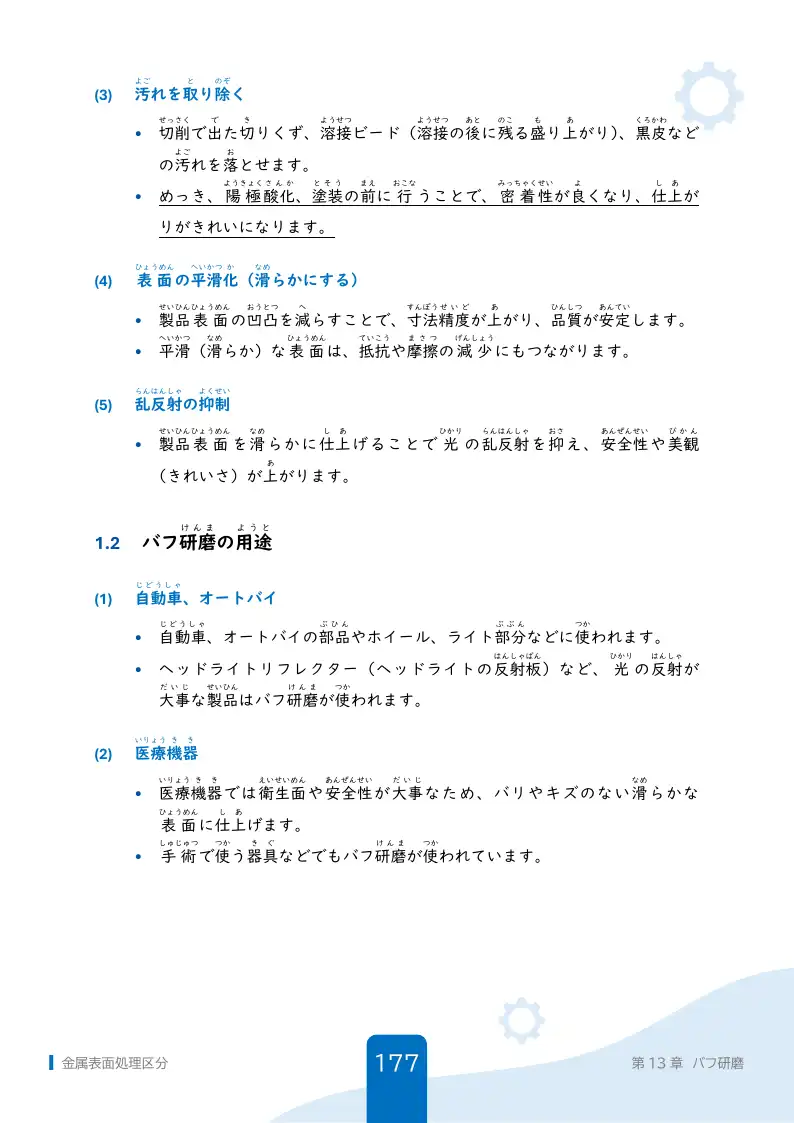 (3) 汚れを取り除く
• 切削で出た切りくず、溶接ビード（溶接の後に残る盛り上がり）、黒皮など
の汚れを落とせます。
• めっき、陽極酸化、塗装の前に行うことで、密着性が良くなり、仕上が
りがきれいになります。
(4) 表面の平滑化（滑らかにする）
• 製品表面の凹凸を減らすことで、寸法精度が上がり、品質が安定します。
• 平滑（滑らか）な表面は、抵抗や摩擦の減少にもつながります。
(5) 乱反射の抑制
• 製品表面を滑らかに仕上げることで光の乱反射を抑え、安全性や美観
（きれいさ）が上がります。
1.2 バフ研磨の用途
(1) 自動車、オートバイ
• 自動車、オートバイの部品やホイール、ライト部分などに使われます。
• ヘッドライトリフレクター（ヘッドライトの反射板）など、光の反射が
大事な製品はバフ研磨が使われます。
(2) 医療機器
• 医療機器では衛生面や安全性が大事なため、バリやキズのない滑らかな
表面に仕上げます。
• 手術で使う器具などでもバフ研磨が使われています。
金属表面処理区分
177
第 13 章 バフ研磨